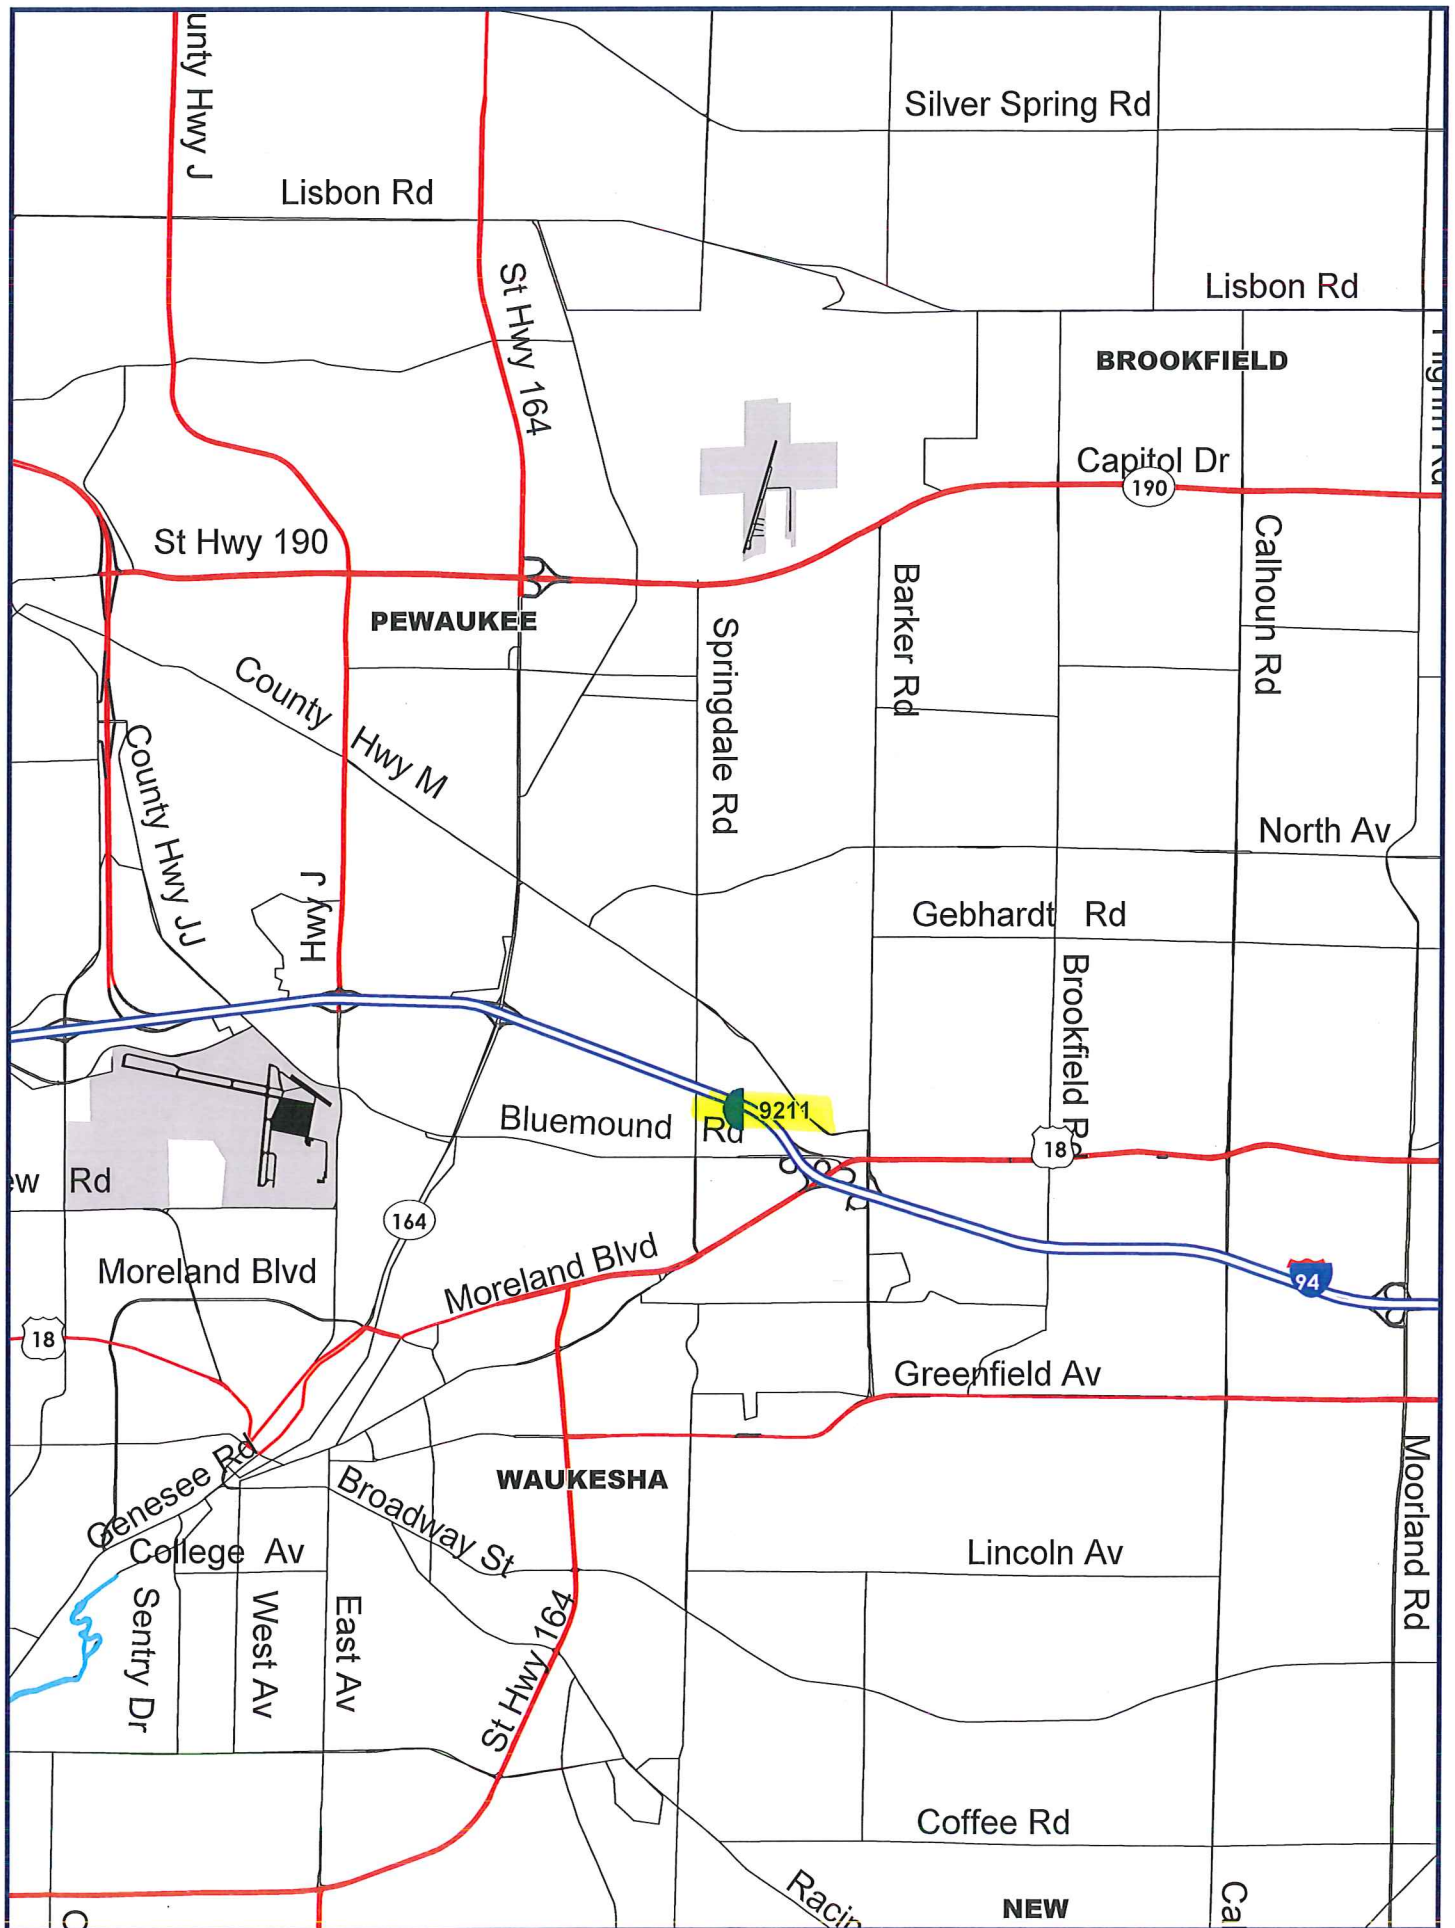 unty Hwy J
Silver Spring Rd
Lisbon Rd
St Hwy 164
Lisbon Rd
BROOKFIELD
Capitol Dr
190
St Hwy 190
Calhoun Rd
Barker Rd
PEWAUKEE
Springdale Rd
County Hwy M
County Hwy JJ
North Av
Hwy J
Gebhardt Rd
Brookfield R
9211
Bluemound Rd
18
ew Rd
164
Moreland Blvd
Moreland Blvd
94
18
Greenfield Av
Moorland Rd
Genesee Rd
WAUKESHA
Broadway St
College Av
Lincoln Av
Sentry Dr
West Av
East Av
St Hwy 164
Coffee Rd
Racin
NEW
Ca